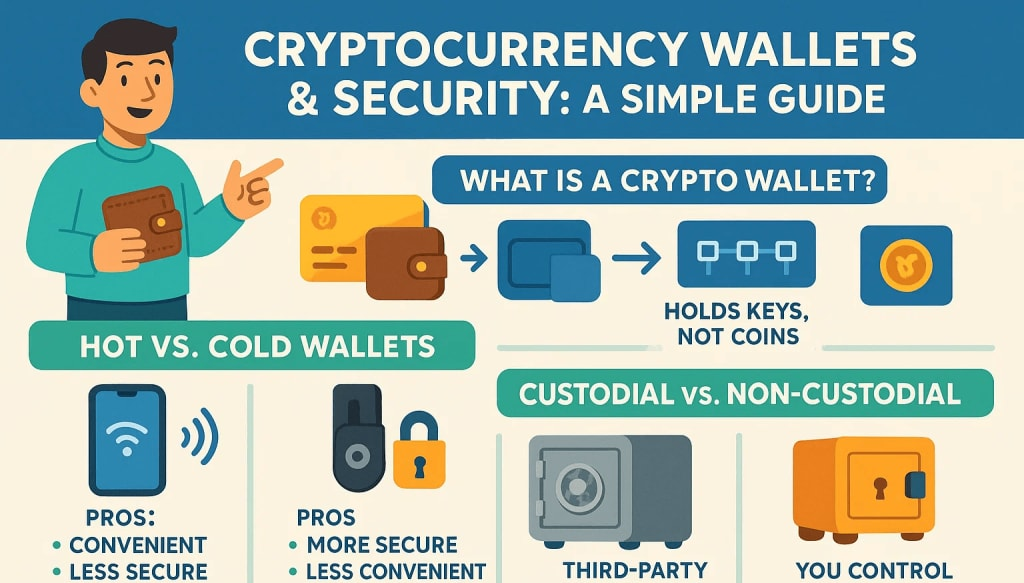 CRYPTOCURRENCY WALLETS
& SECURITY: A SIMPLE GUIDE
WHAT IS A CRYPTO WALLET?
HOLDS KEYS,
NOT COINS
HOT VS. COLD WALLETS
PROS:
• CONVENIENT
• LESS SECURE
PROS
• MORE SECURE
• LESS CONVENIENT
CUSTODIAL vs. NON-CUSTODIAL
THIRD-PARTY
YOU CONTROL